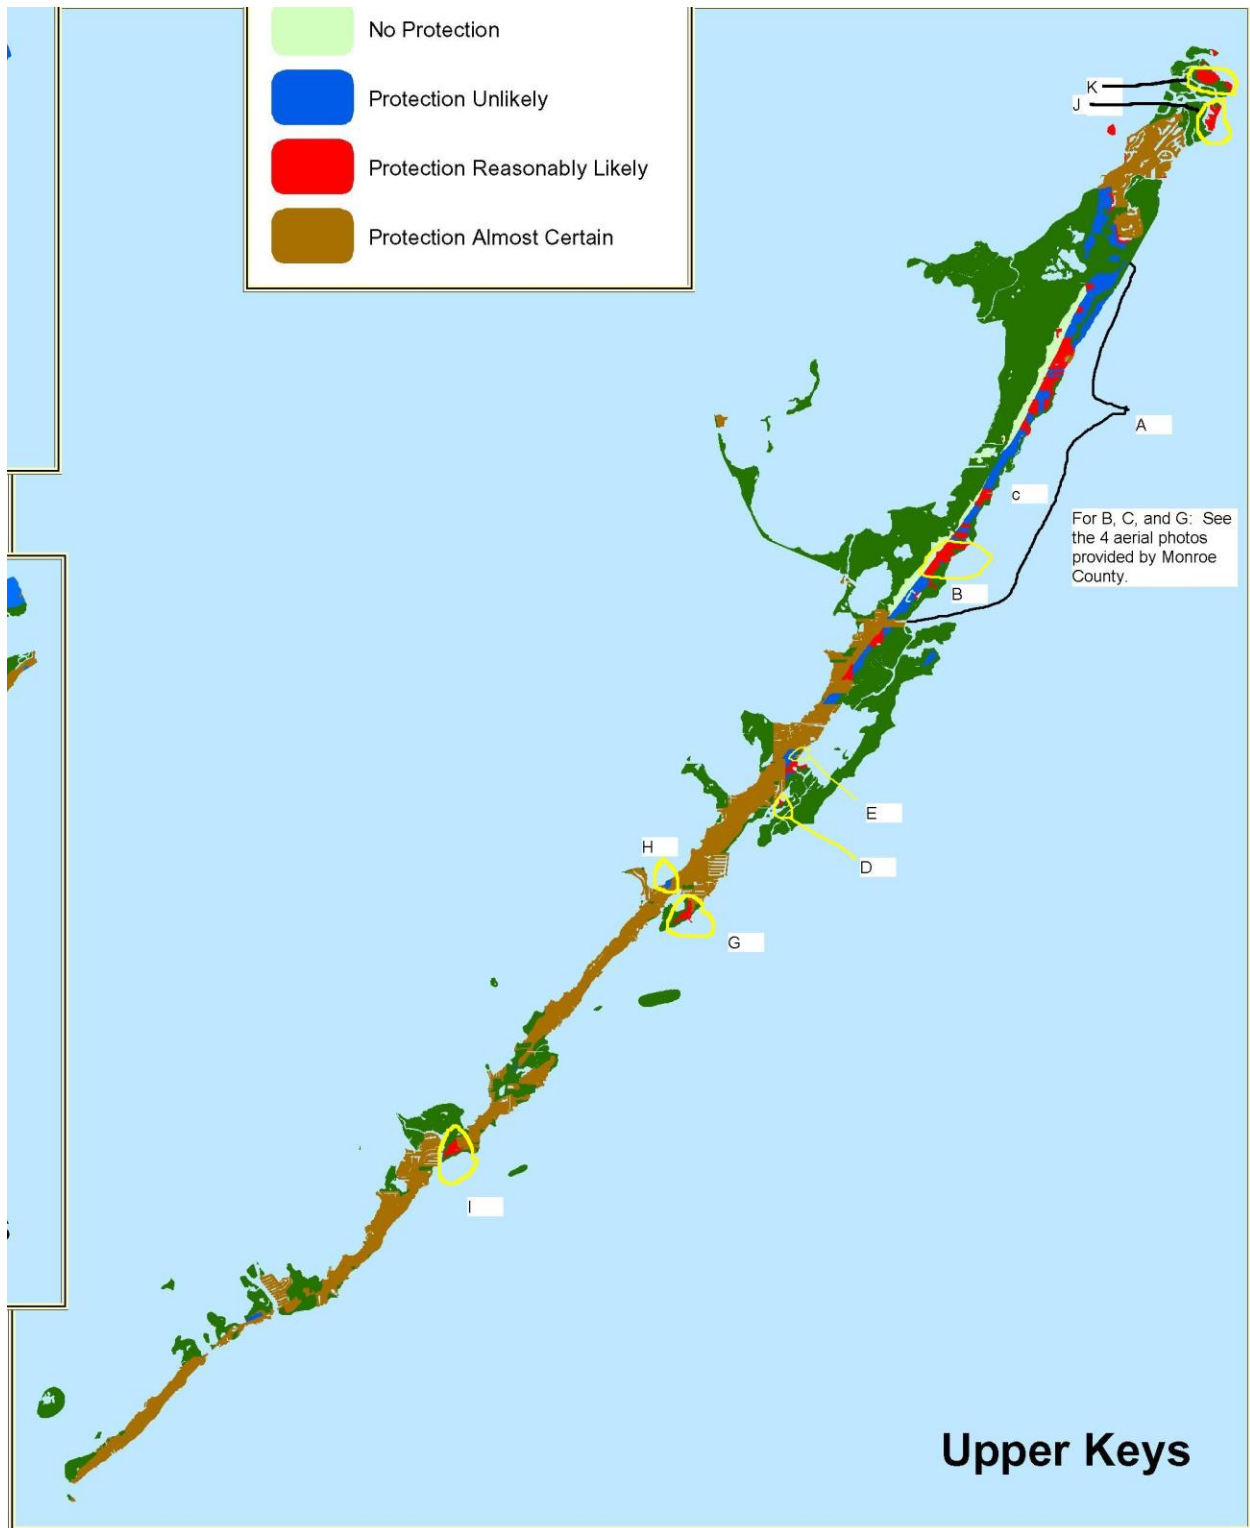 No Protection
Protection Unlikely
Protection Reasonably Likely
Protection Almost Certain
K
J
A
c
For B, C, and G: See
the 4 aerial photos
provided by Monroe
County.
B
E
D
H
G
I
Upper Keys